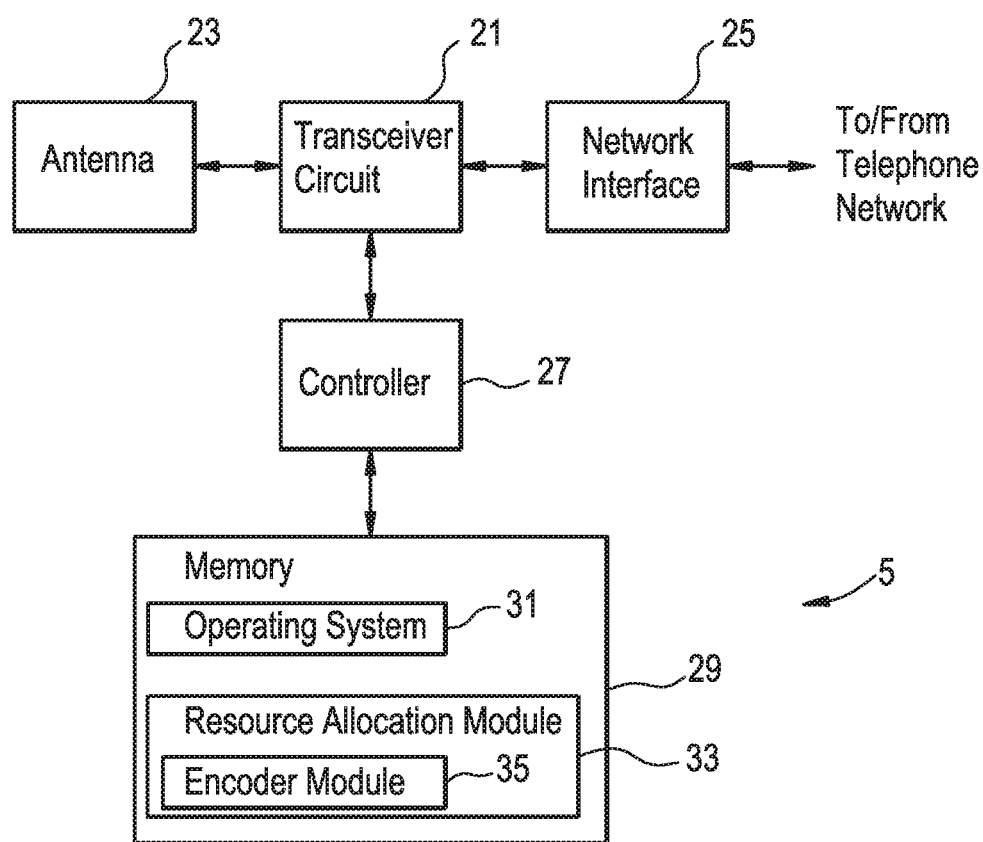 23
21
25
Antenna
Transceiver
Circuit
Network
Interface
To/From
Telephone
Network
Controller
27
Memory
Operating System
31
5
29
Resource Allocation Module
33
Encoder Module
35